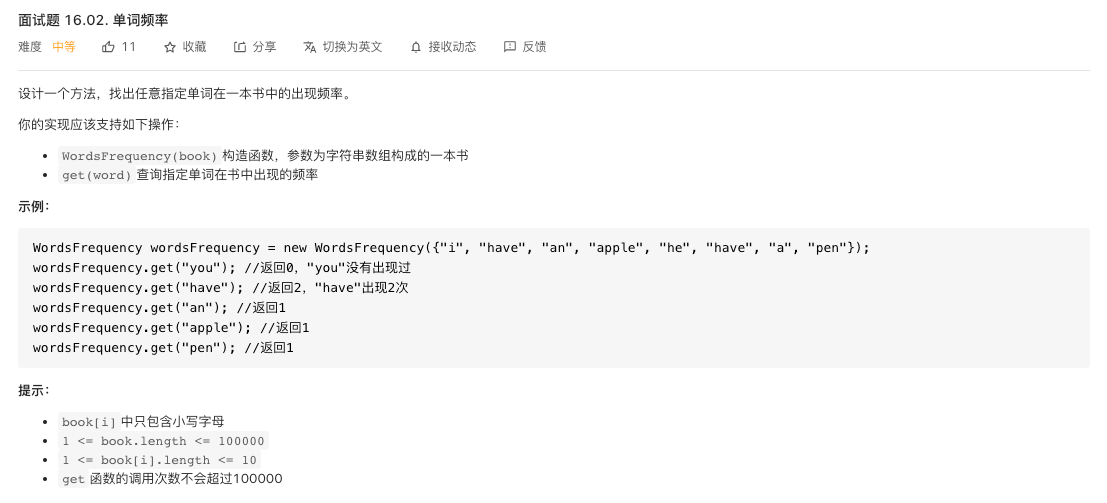 面试题 16.02. 单词频率
难度 中等 11 收藏 分享 切换为英文 接收动态 反馈
设计一个方法，找出任意指定单词在一本书中的出现频率。
你的实现应该支持如下操作：
WordsFrequency(book) 构造函数，参数为字符串数组构成的一本书
get(word) 查询指定单词在书中出现的频率
示例：
WordsFrequency wordsFrequency = new WordsFrequency({"i", "have", "an", "apple", "he", "have", "a", "pen"});
wordsFrequency.get("you"); //返回0，"you"没有出现过
wordsFrequency.get("have"); //返回2，"have"出现2次
wordsFrequency.get("an"); //返回1
wordsFrequency.get("apple"); //返回1
wordsFrequency.get("pen"); //返回1
提示：
book[i] 中只包含小写字母
1 <= book.length <= 100000
1 <= book[i].length <= 10
get 函数的调用次数不会超过100000